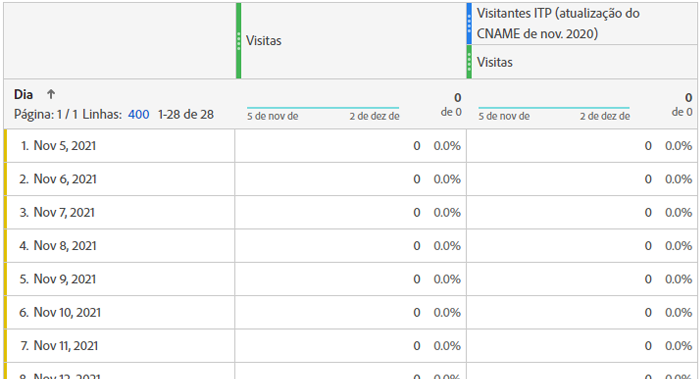 Visitas
Visitantes ITP (atualização do
CNAME de nov. 2020)
Visitas
Dia ↑
Página: 1 / 1 Linhas: 400 1-28 de 28
5 de nov de 2 de dez de
0
de 0
5 de nov de 2 de dez de
0
de 0
1. Nov 5, 2021 0 0.0% 0 0.0%
2. Nov 6, 2021 0 0.0% 0 0.0%
3. Nov 7, 2021 0 0.0% 0 0.0%
4. Nov 8, 2021 0 0.0% 0 0.0%
5. Nov 9, 2021 0 0.0% 0 0.0%
6. Nov 10, 2021 0 0.0% 0 0.0%
7. Nov 11, 2021 0 0.0% 0 0.0%
8. Nov 12, 2021 0 0.0% 0 0.0%